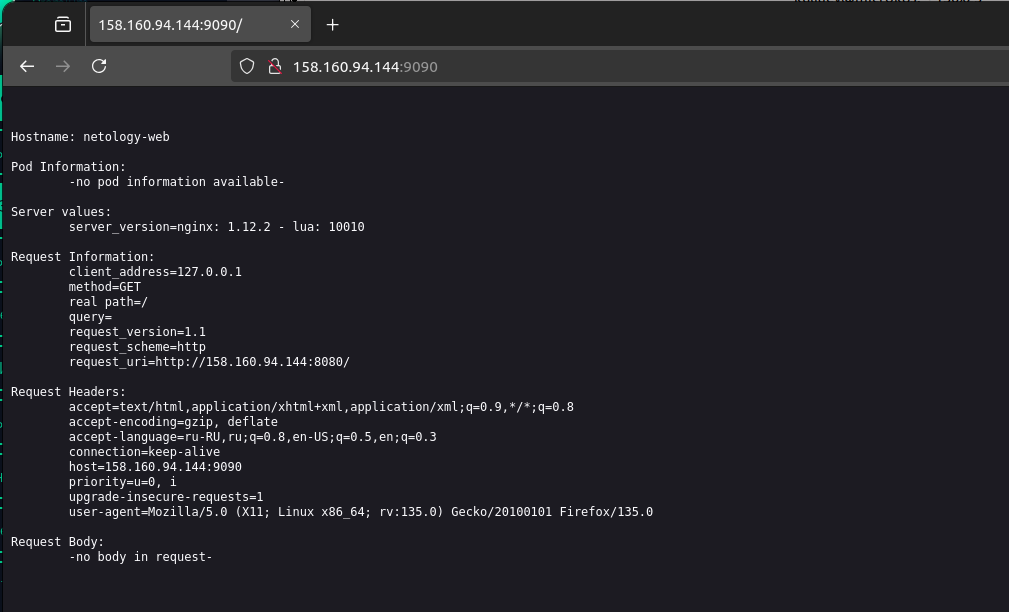 158.160.94.144:9090/
158.160.94.144:9090
Hostname: netology-web
Pod Information:
-no pod information available-
Server values:
server_version=nginx: 1.12.2 - lua: 10010
Request Information:
client_address=127.0.0.1
method=GET
real path=/
query=
request_version=1.1
request_scheme=http
request_uri=http://158.160.94.144:8080/
Request Headers:
accept=text/html,application/xhtml+xml,application/xml;q=0.9,*/*;q=0.8
accept-encoding=gzip, deflate
accept-language=ru-RU,ru;q=0.8,en-US;q=0.5,en;q=0.3
connection=keep-alive
host=158.160.94.144:9090
priority=u=0, i
upgrade-insecure-requests=1
user-agent=Mozilla/5.0 (X11; Linux x86_64; rv:135.0) Gecko/20100101 Firefox/135.0
Request Body:
-no body in request-